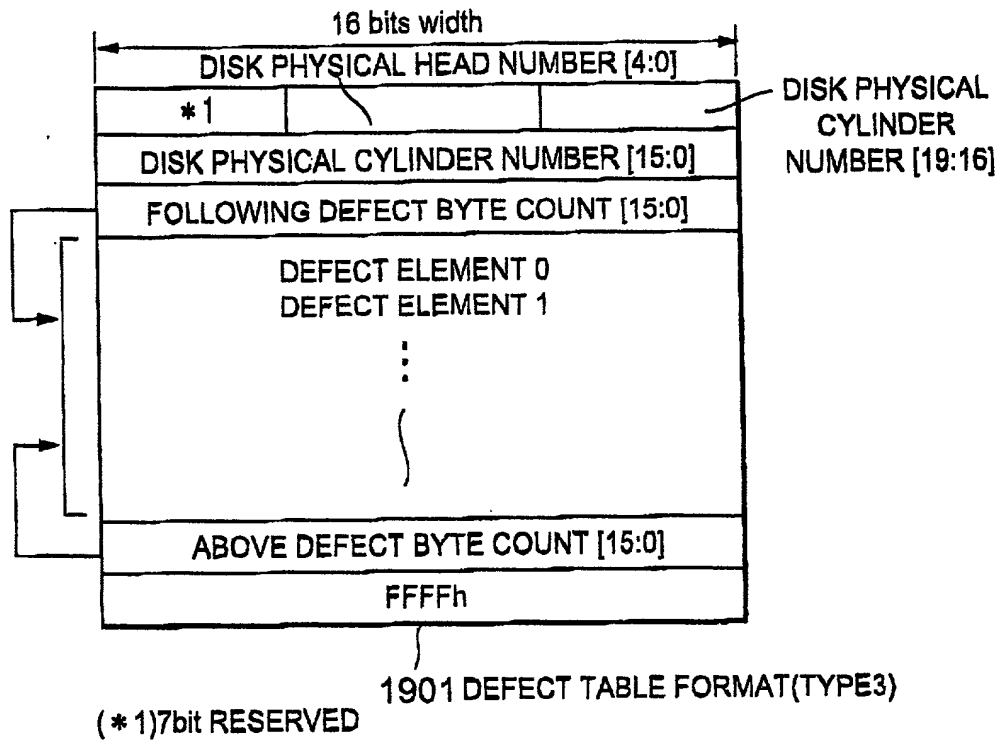 16 bits width
DISK PHYSICAL HEAD NUMBER [4:0]
*1
DISK PHYSICAL
CYLINDER
NUMBER [19:16]
DISK PHYSICAL CYLINDER NUMBER [15:0]
FOLLOWING DEFECT BYTE COUNT [15:0]
DEFECT ELEMENT 0
DEFECT ELEMENT 1
ABOVE DEFECT BYTE COUNT [15:0]
FFFFh
1901 DEFECT TABLE FORMAT(TYPE3)
(*1)7bit RESERVED